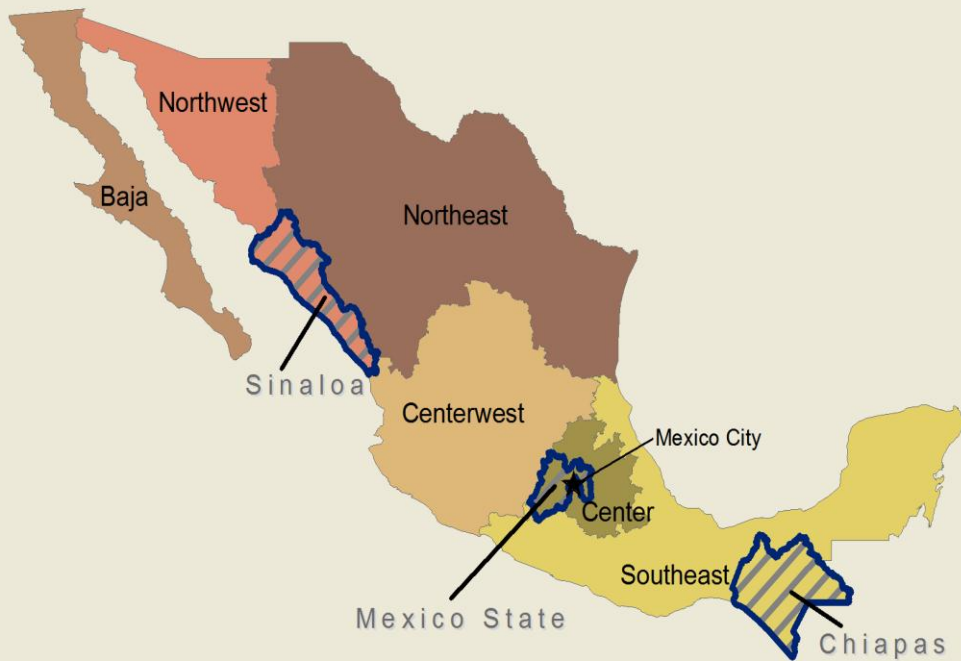 Northwest
Baja
Northeast
Sinaloa
Centerwest
Mexico City
Center
Southeast
Mexico State
Chiapas